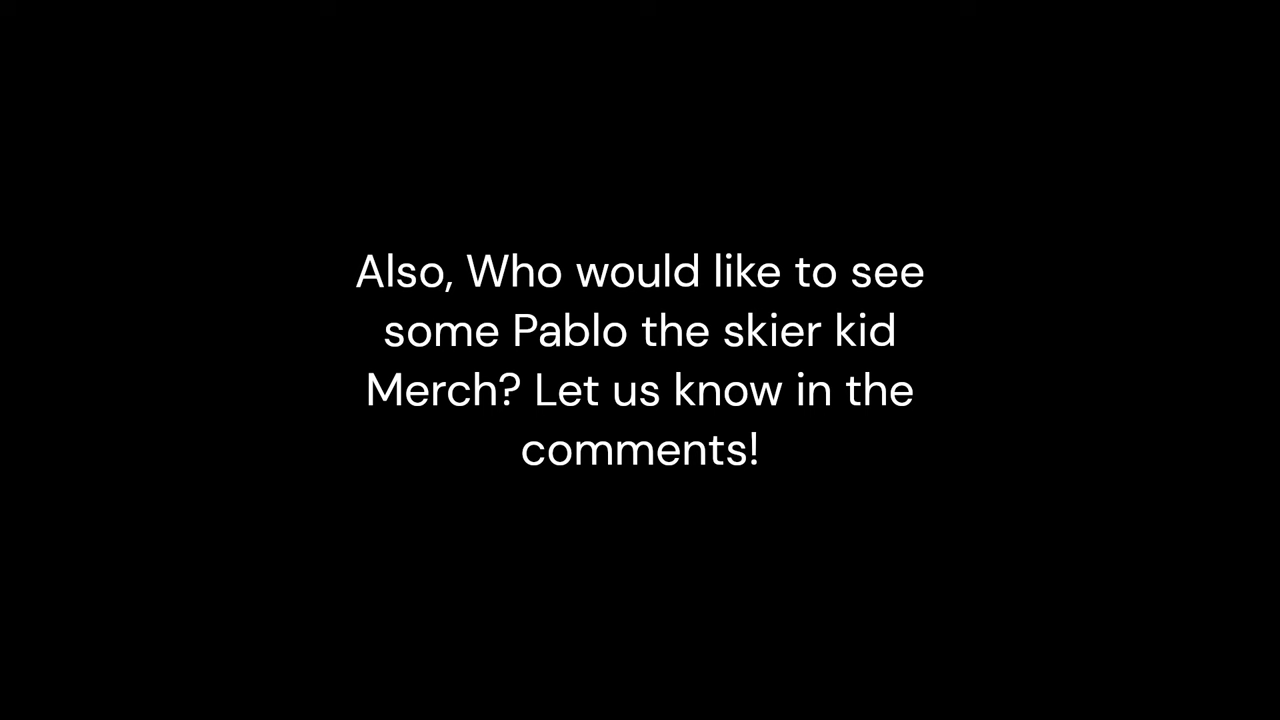 Also, Who would like to see
some Pablo the skier kid
Merch? Let us know in the
comments!